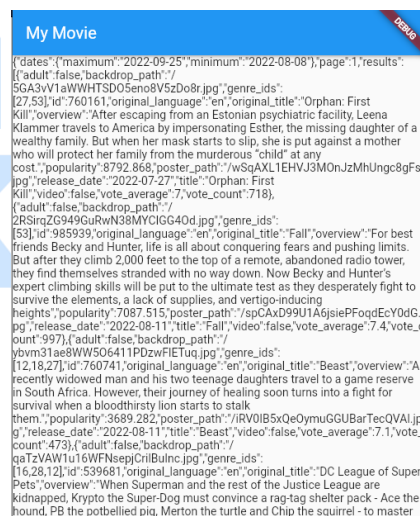 My Movie
DEBUG
{"dates":{"maximum":"2022-09-25","minimum":"2022-08-08"},"page":1,"results":
[{"adult":false,"backdrop_path":"/
5GA3vV1aWWHTSDO5eno8V5zDo8r.jpg","genre_ids":
[27,53],"id":760161,"original_language":"en","original_title":"Orphan: First
Kill","overview":"After escaping from an Estonian psychiatric facility, Leena
Klammer travels to America by impersonating Esther, the missing daughter of a
wealthy family. But when her mask starts to slip, she is put against a mother
who will protect her family from the murderous “child” at any
cost.","popularity":8792.868,"poster_path":"/wSqAXL1EHVJ3MOnJzMhUngc8gFs
jpg","release_date":"2022-07-27","title":"Orphan: First
Kill","video":false,"vote_average":7,"vote_count":718},
{"adult":false,"backdrop_path":"/
2RSirqZG949GuRwN38MYCIGG4Od.jpg","genre_ids":
[53],"id":985939,"original_language":"en","original_title":"Fall","overview":"For best
friends Becky and Hunter, life is all about conquering fears and pushing limits.
But after they climb 2,000 feet to the top of a remote, abandoned radio tower,
they find themselves stranded with no way down. Now Becky and Hunter’s
expert climbing skills will be put to the ultimate test as they desperately fight to
survive the elements, a lack of supplies, and vertigo-inducing
heights","popularity":7087.515,"poster_path":"/spCAxD99U1A6jsiePFoqdEcY0dG.
pg","release_date":"2022-08-11","title":"Fall","video":false,"vote_average":7.4,"vote_c
ount":997},{"adult":false,"backdrop_path":"/
ybvm31ae8WW5O6411PDzwFIETuq.jpg","genre_ids":
[12,18,27],"id":760741,"original_language":"en","original_title":"Beast","overview":"A
recently widowed man and his two teenage daughters travel to a game reserve
in South Africa. However, their journey of healing soon turns into a fight for
survival when a bloodthirsty lion starts to stalk
them.","popularity":3689.282,"poster_path":"/iRV0IB5xQeOymuGGUBarTecQVAl.jp
g","release_date":"2022-08-11","title":"Beast","video":false,"vote_average":7.1,"vote_
count":473},{"adult":false,"backdrop_path":"/
qaTzVAW1u16WFNsepjCrilBuInc.jpg","genre_ids":
[16,28,12],"id":539681,"original_language":"en","original_title":"DC League of Super
Pets","overview":"When Superman and the rest of the Justice League are
kidnapped, Krypto the Super-Dog must convince a rag-tag shelter pack - Ace the
hound, PB the potbellied pig, Merton the turtle and Chip the squirrel - to master